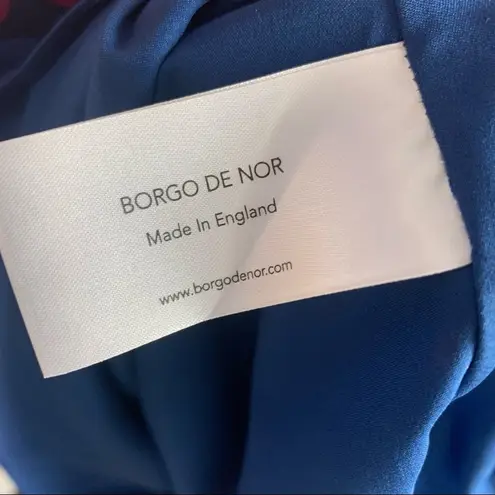 BORGO DE NOR
Made In England
www.borgodenor.com